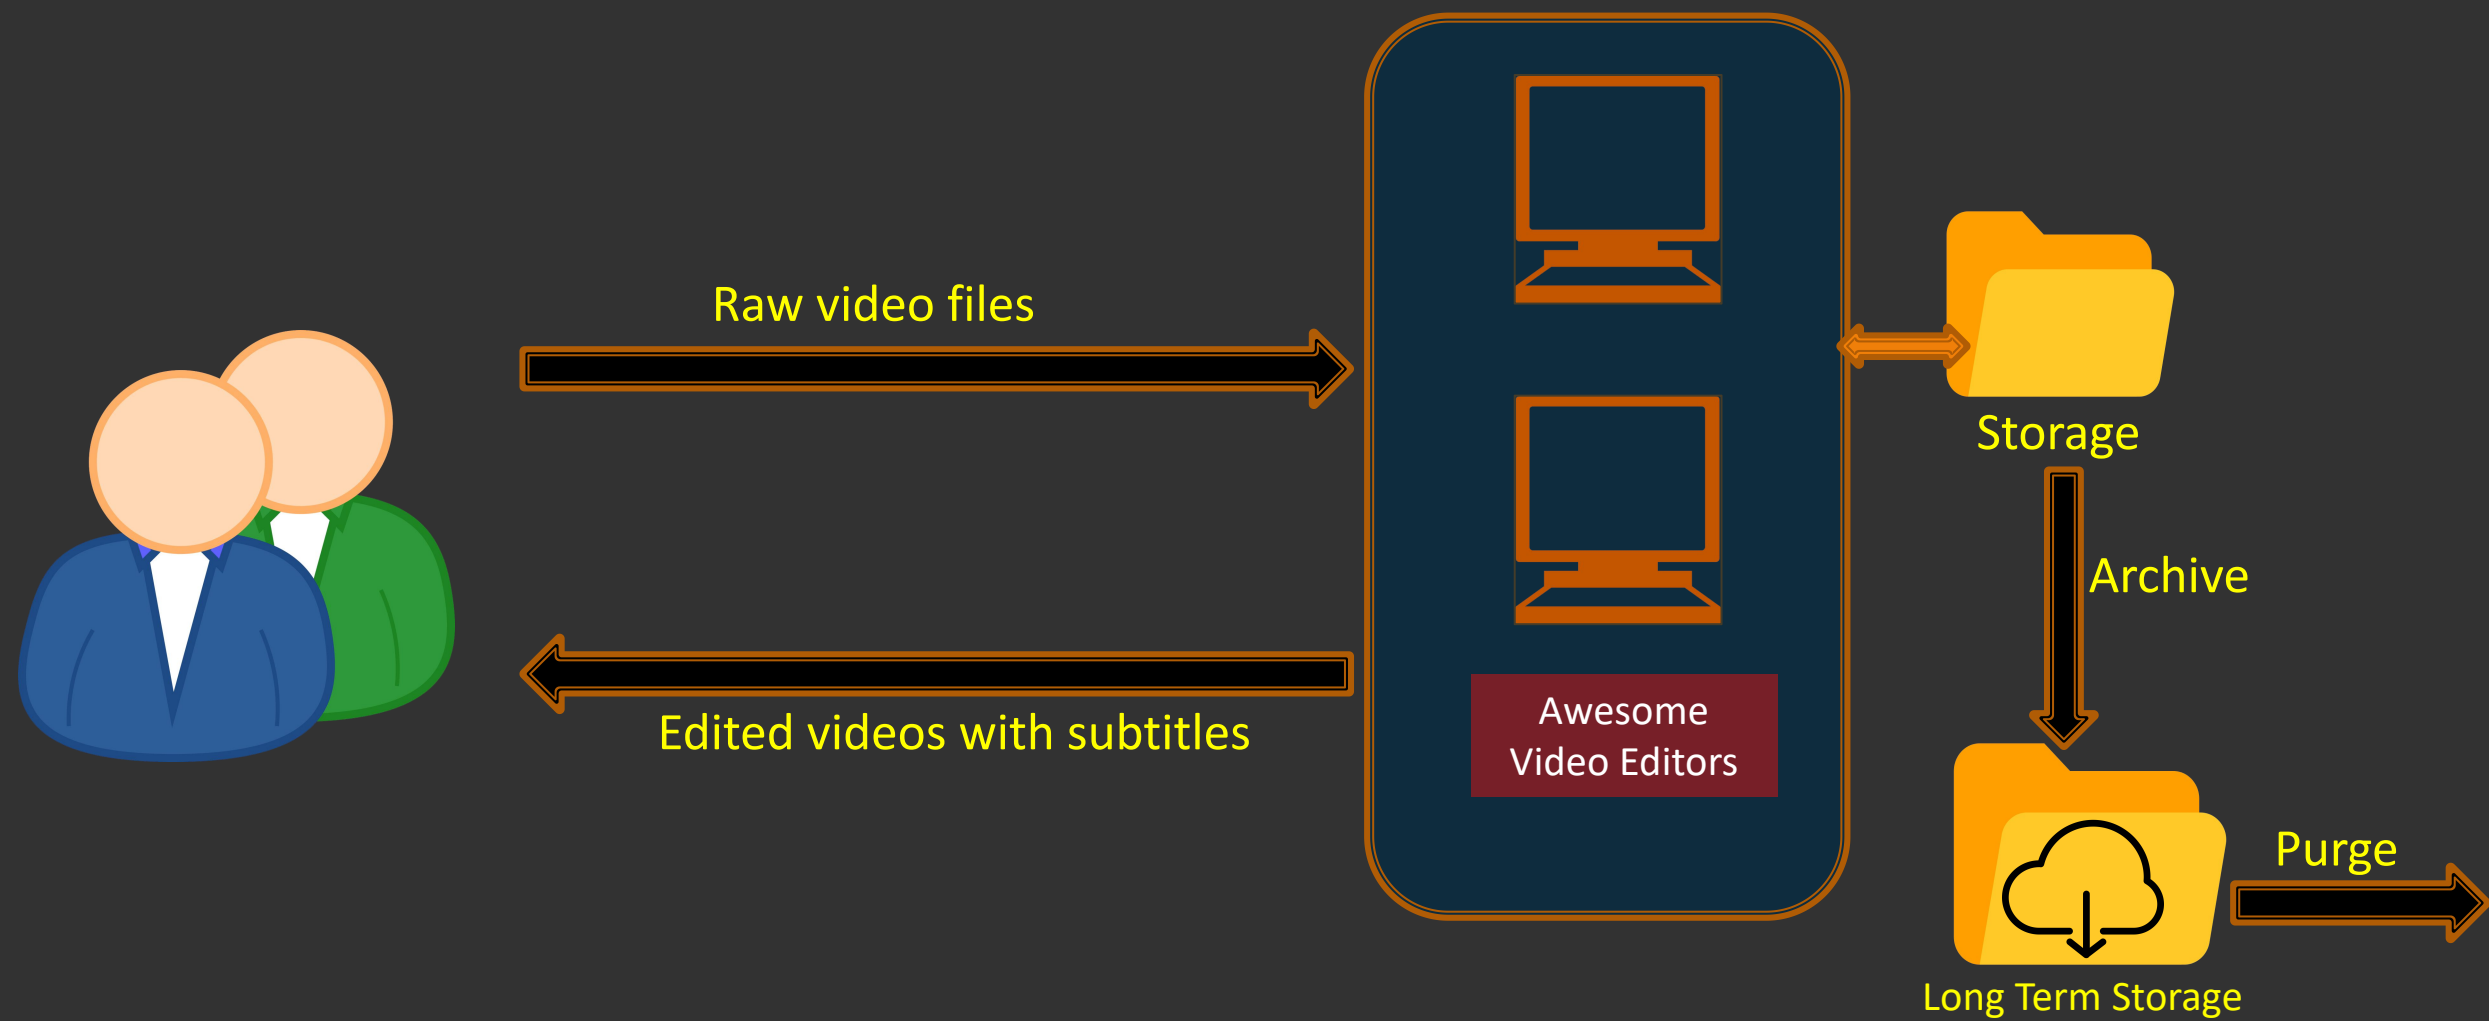 Raw video files
Storage
Archive
Awesome
Video Editors
Edited videos with subtitles
Purge
Long Term Storage